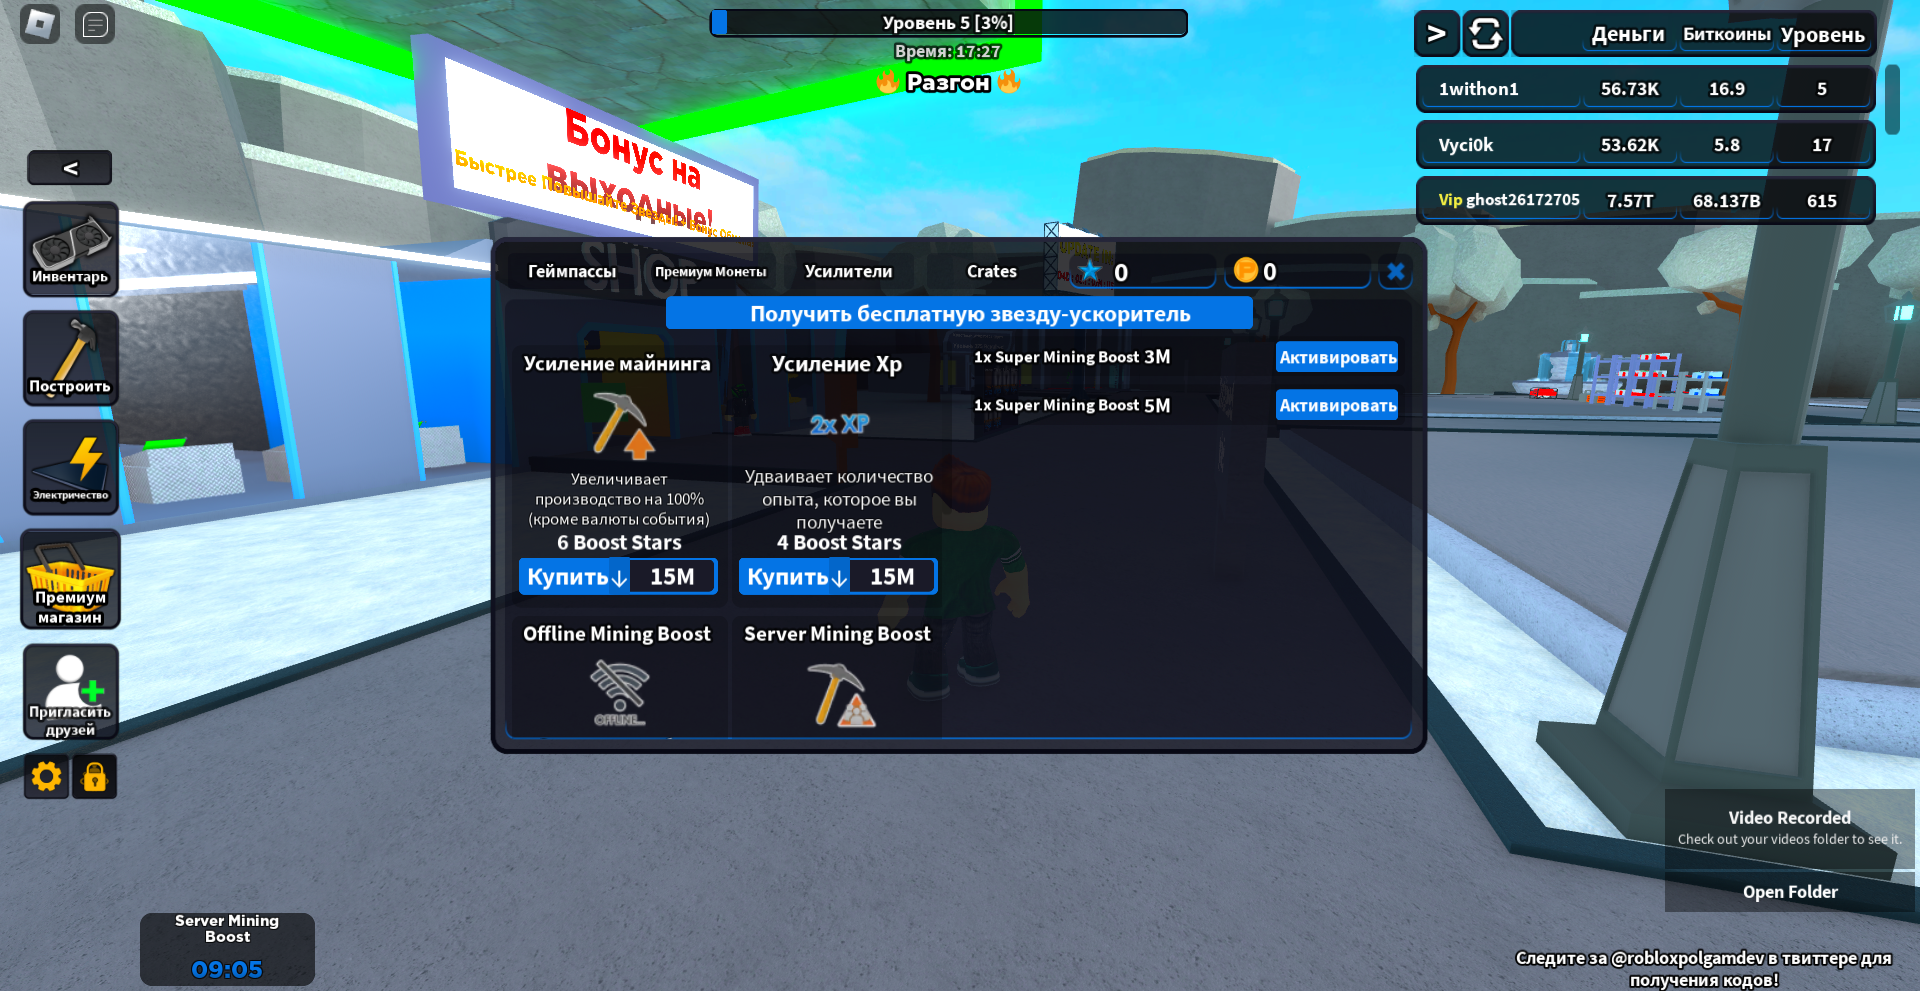 Уровень 5 [3%]
Время: 17:27
🔥 Разгон 🔥
> Деньги Биткоины Уровень
1withon1 56.73K 16.9 5
Vyci0k 53.62K 5.8 17
Vip ghost26172705 7.57T 68.137B 615
<
Инвентарь
Построить
Электричество
Премиум
магазин
Пригласить
друзей
Бонус на
выходные!
Быстрее Повышайте Звезды!
SHOP
Геймпассы Премиум Монеты Усилители Crates 0 0
Получить бесплатную звезду-ускоритель
Усиление майнинга
Увеличивает
производство на 100%
(кроме валюты события)
6 Boost Stars
Купить↓ 15M
Усиление Xp
2x XP
Удваивает количество
опыта, которое вы
получаете
4 Boost Stars
Купить↓ 15M
1x Super Mining Boost 3M Активировать
1x Super Mining Boost 5M Активировать
Offline Mining Boost
OFFLINE...
Server Mining Boost
Video Recorded
Check out your videos folder to see it.
Open Folder
Server Mining
Boost
09:05
Следите за @robloxpolgamdev в твиттере для
получения кодов!